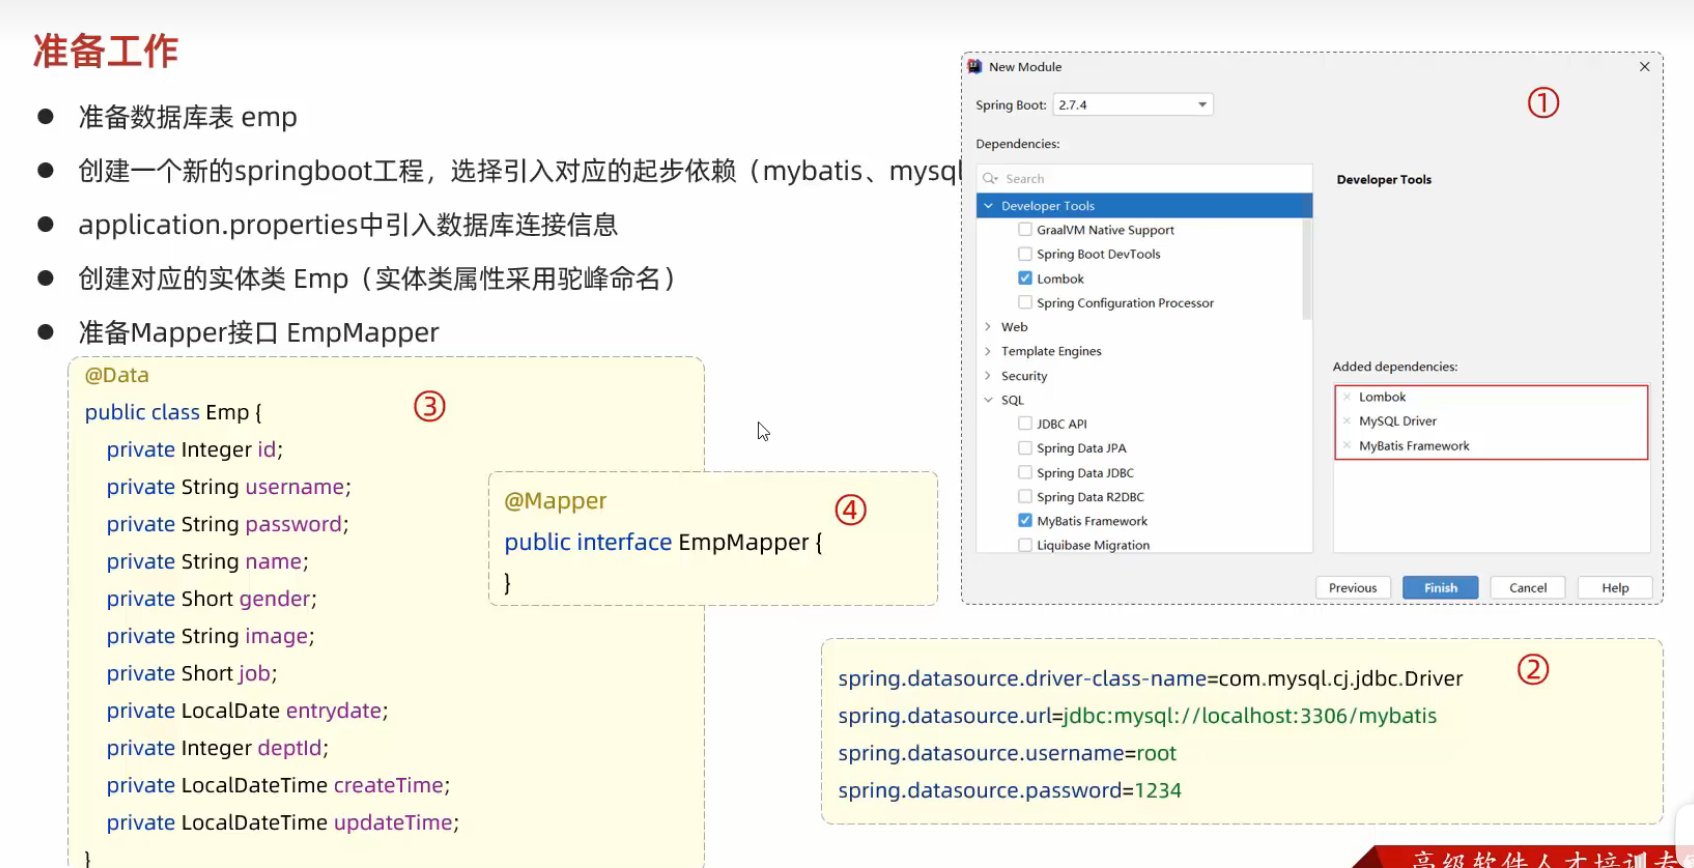 准备工作
● 准备数据库表 emp
● 创建一个新的springboot工程，选择引入对应的起步依赖（mybatis、mysql
● application.properties中引入数据库连接信息
● 创建对应的实体类 Emp（实体类属性采用驼峰命名）
● 准备Mapper接口 EmpMapper
New Module
①
Spring Boot: 2.7.4
Dependencies:
Search
Developer Tools
GraalVM Native Support
Spring Boot DevTools
Lombok
Spring Configuration Processor
Web
Template Engines
Security
SQL
JDBC API
Spring Data JPA
Spring Data JDBC
Spring Data R2DBC
MyBatis Framework
Liquibase Migration
Developer Tools
Added dependencies:
Lombok
MySQL Driver
MyBatis Framework
Previous
Finish
Cancel
Help
②
spring.datasource.driver-class-name=com.mysql.cj.jdbc.Driver
spring.datasource.url=jdbc:mysql://localhost:3306/mybatis
spring.datasource.username=root
spring.datasource.password=1234
③
@Data
public class Emp {
private Integer id;
private String username;
private String password;
private String name;
private Short gender;
private String image;
private Short job;
private LocalDate entrydate;
private Integer deptId;
private LocalDateTime createTime;
private LocalDateTime updateTime;
}
④
@Mapper
public interface EmpMapper {
}
高级软件人才培训专